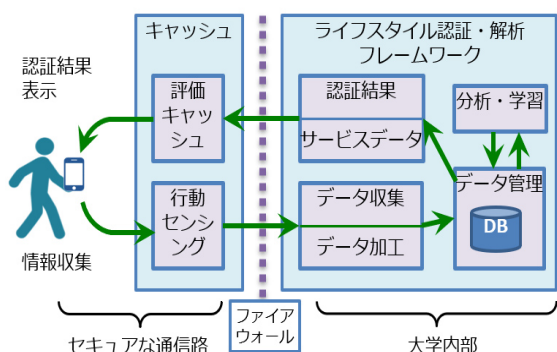 キャッシュ
ライフスタイル認証・解析
フレームワーク
認証結果
表示
評価
キャッ
シュ
認証結果
サービスデータ
分析・学習
行動
センシ
ング
データ収集
データ加工
データ管理
DB
情報収集
ファイア
ウォール
セキュアな通信路
大学内部